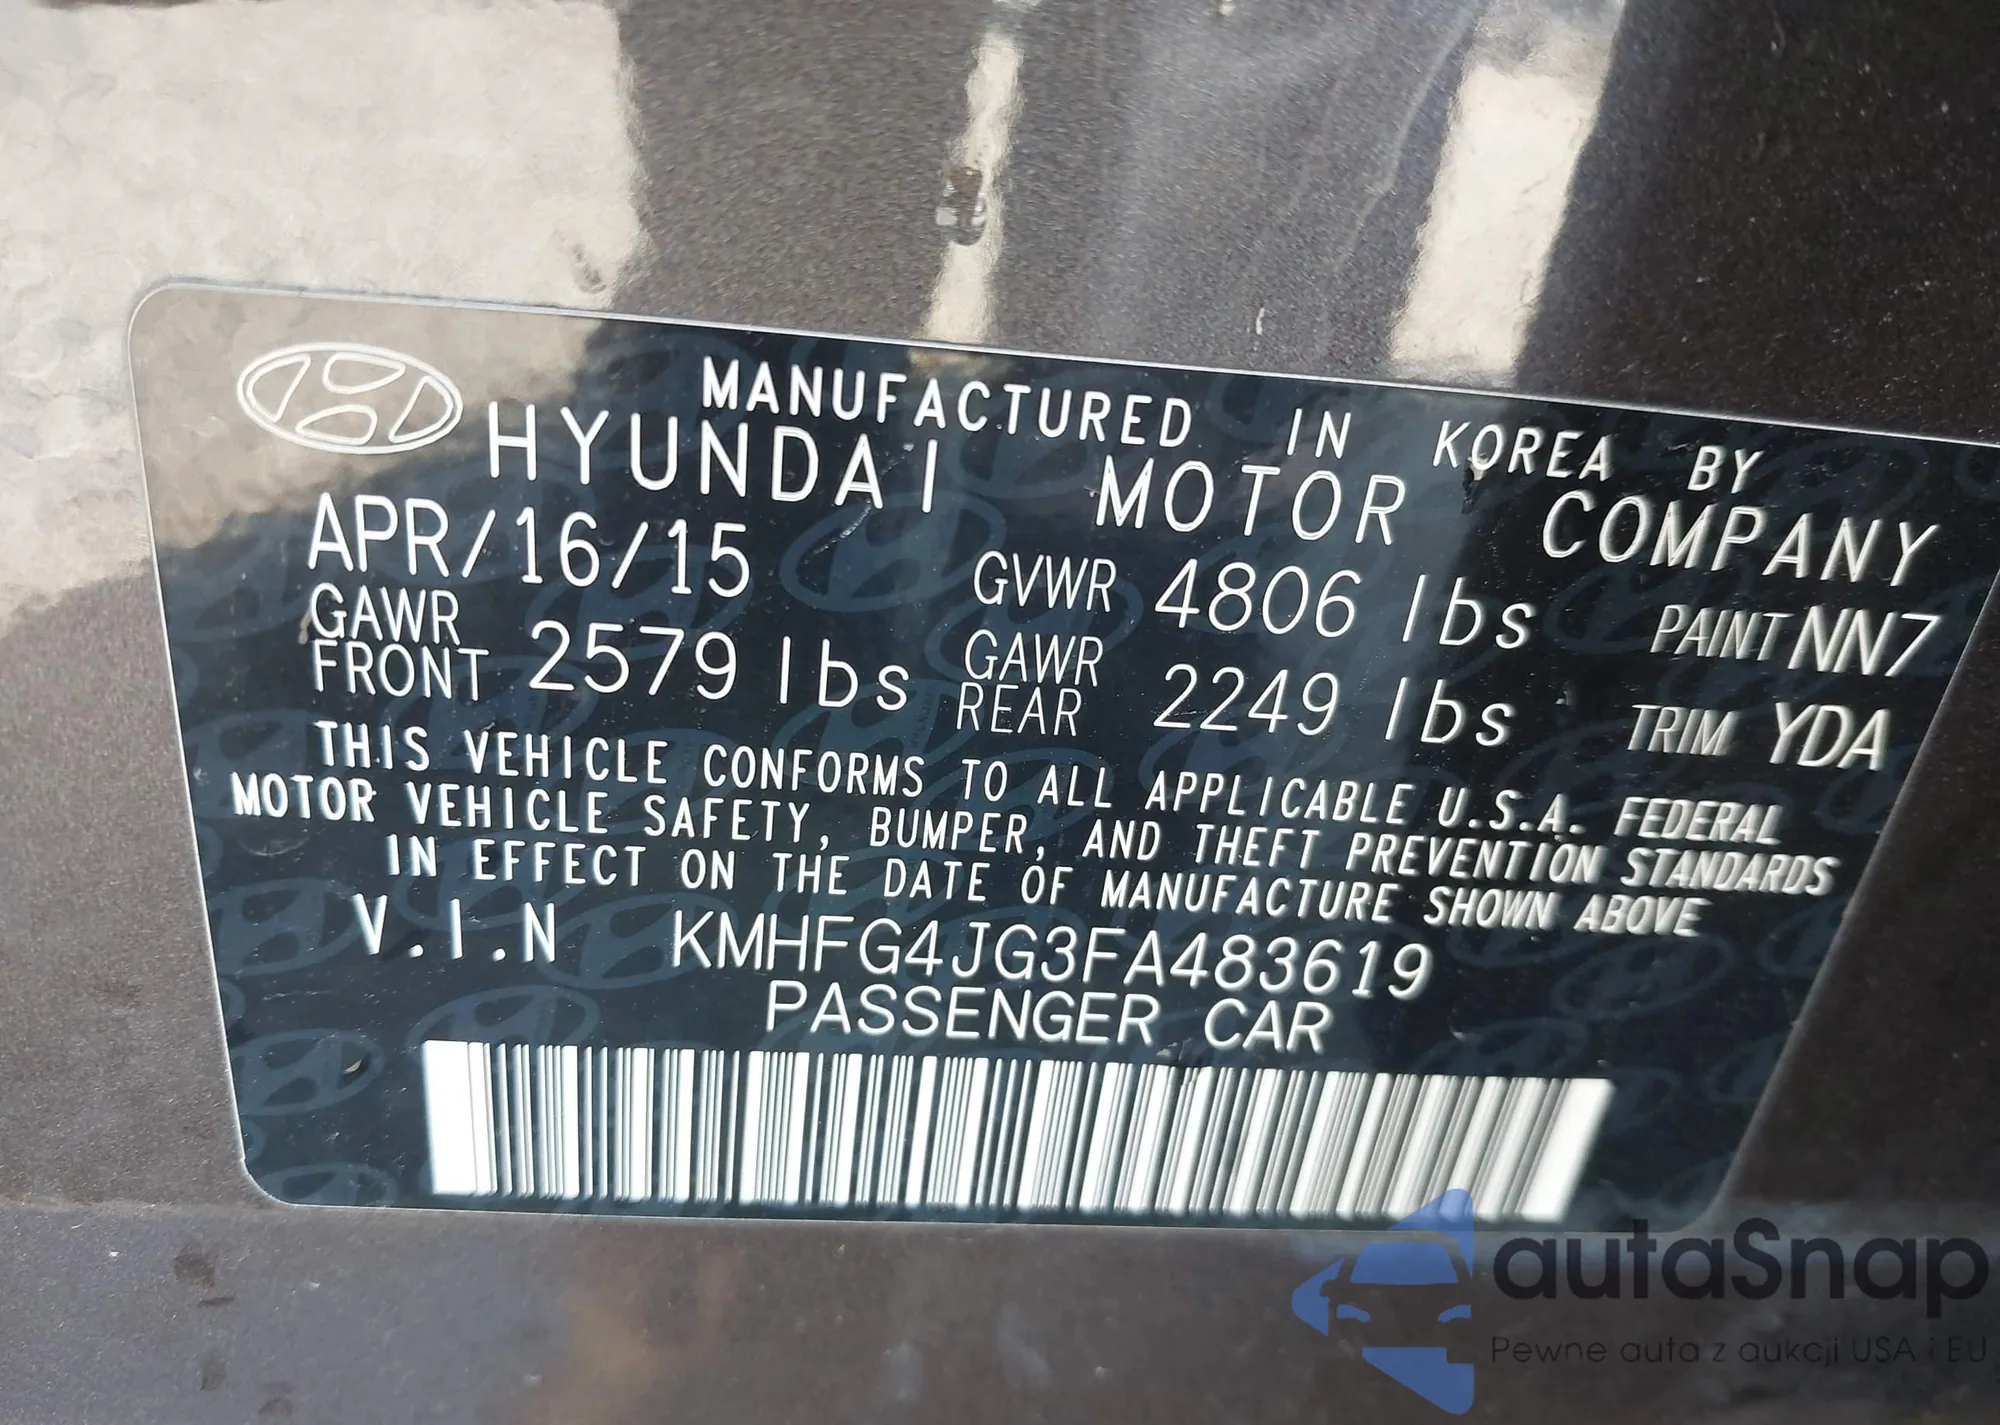 MANUFACTURED IN KOREA BY
HYUNDAI MOTOR COMPANY
APR/16/15 GVWR 4806 lbs PAINT NN7
GAWR FRONT 2579 lbs GAWR REAR 2249 lbs TRIM YDA
THIS VEHICLE CONFORMS TO ALL APPLICABLE U.S.A. FEDERAL
MOTOR VEHICLE SAFETY, BUMPER, AND THEFT PREVENTION STANDARDS
IN EFFECT ON THE DATE OF MANUFACTURE SHOWN ABOVE
V.I.N KMHFG4JG3FA483619
PASSENGER CAR
autaSnap
Pewne auta z aukcji USA i EU